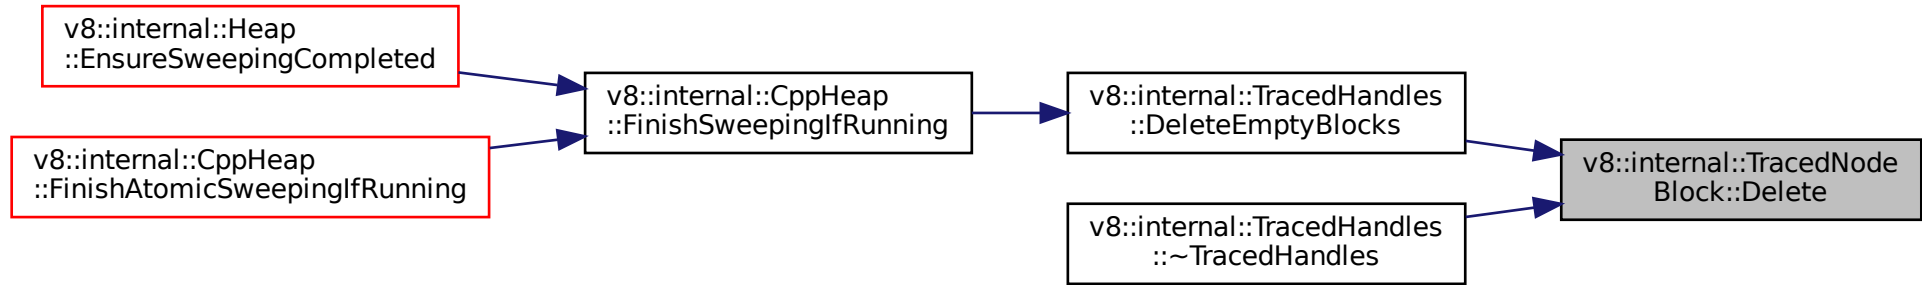 v8::internal::Heap
::EnsureSweepingCompleted
v8::internal::CppHeap
::FinishAtomicSweepingIfRunning
v8::internal::CppHeap
::FinishSweepingIfRunning
v8::internal::TracedHandles
::DeleteEmptyBlocks
v8::internal::TracedHandles
::~TracedHandles
v8::internal::TracedNode
Block::Delete